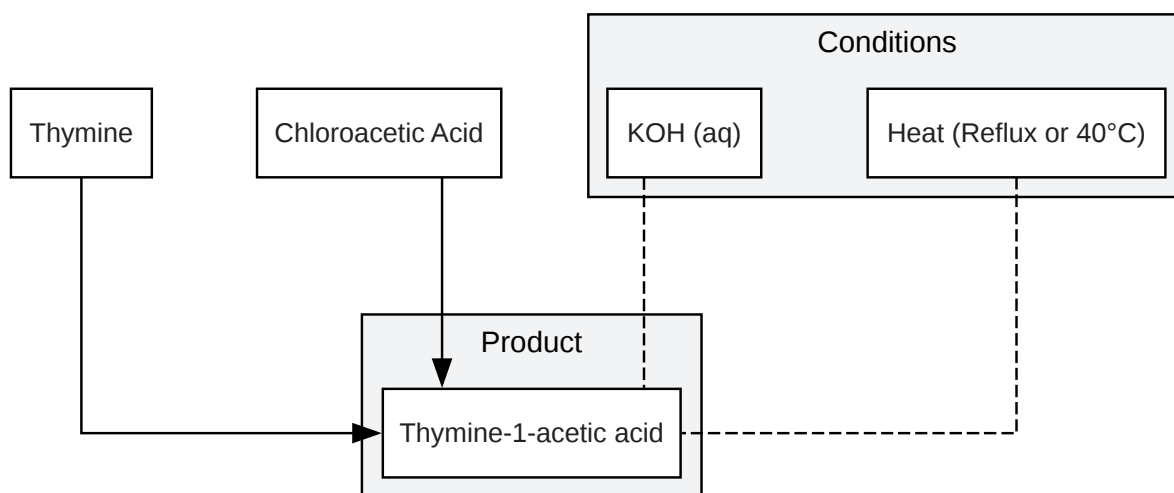 Conditions
Thymine
Chloroacetic Acid
KOH (aq)
Heat (Reflux or 40°C)
Product
Thymine-1-acetic acid